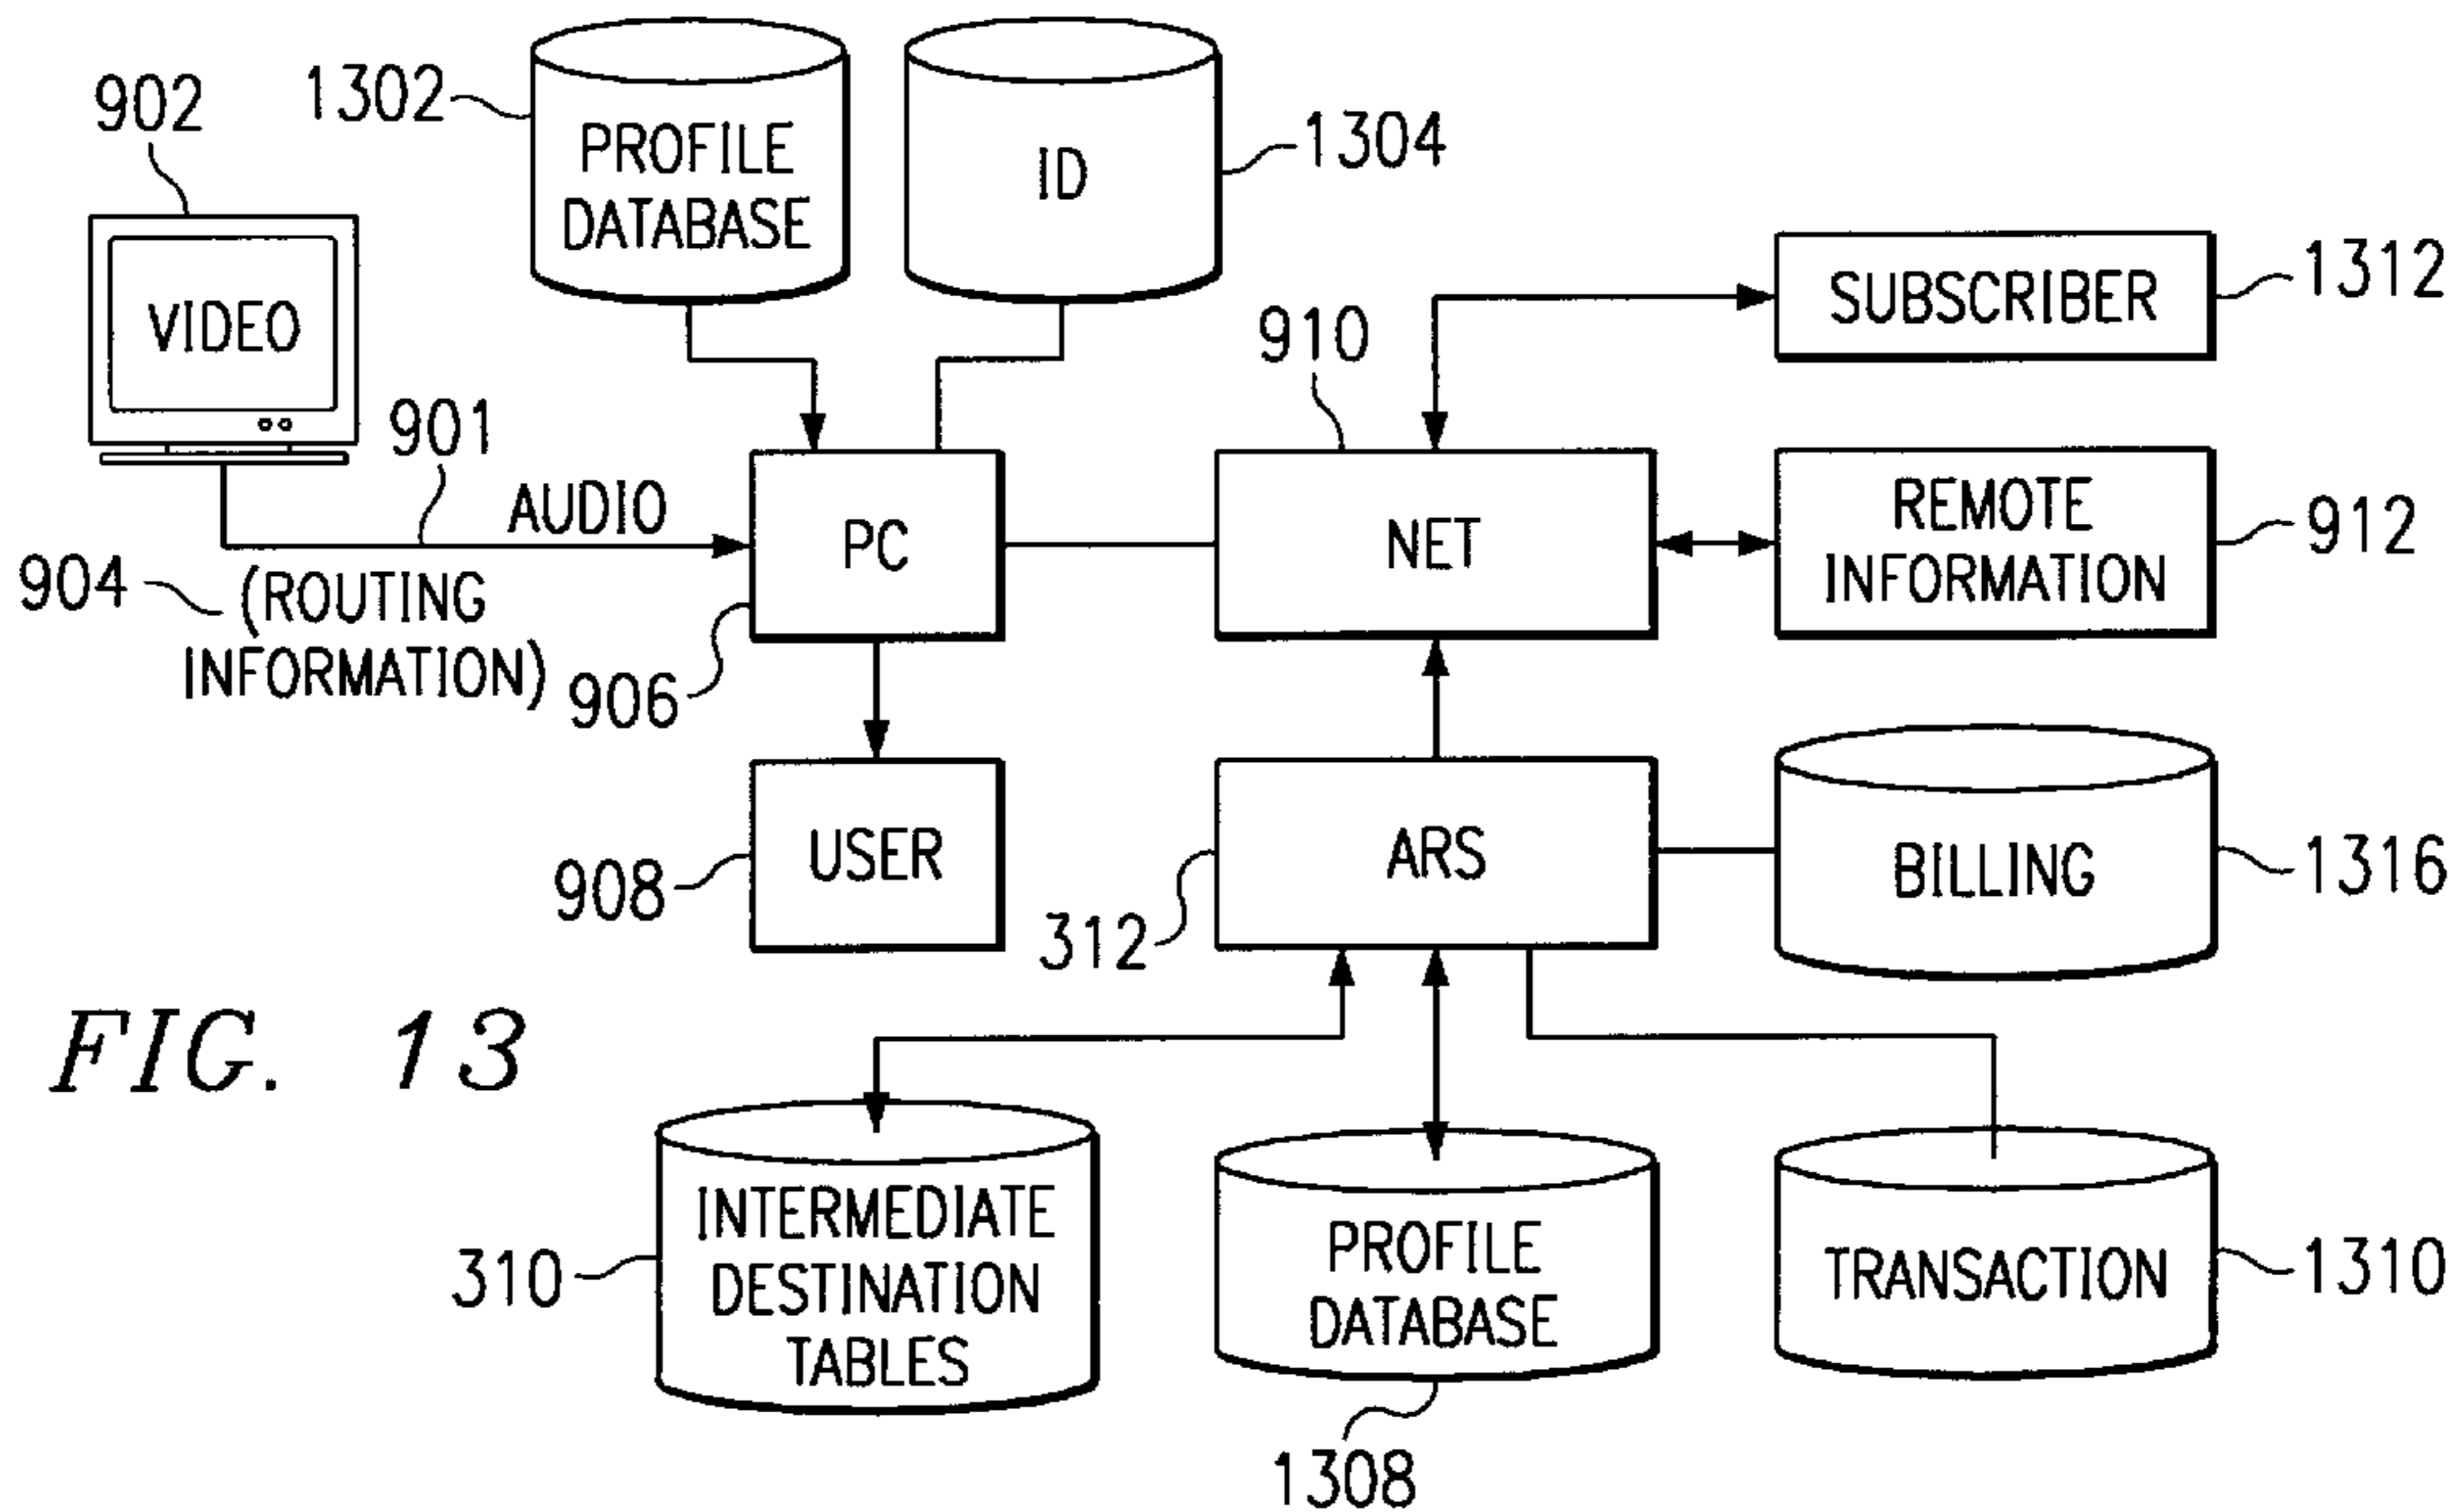 902
1302
PROFILE
DATABASE
ID
1304
VIDEO
SUBSCRIBER
1312
910
901
AUDIO
PC
NET
REMOTE
INFORMATION
912
904
(ROUTING
INFORMATION)
906
USER
908
ARS
312
BILLING
1316
FIG. 13
INTERMEDIATE
DESTINATION
TABLES
310
PROFILE
DATABASE
1308
TRANSACTION
1310